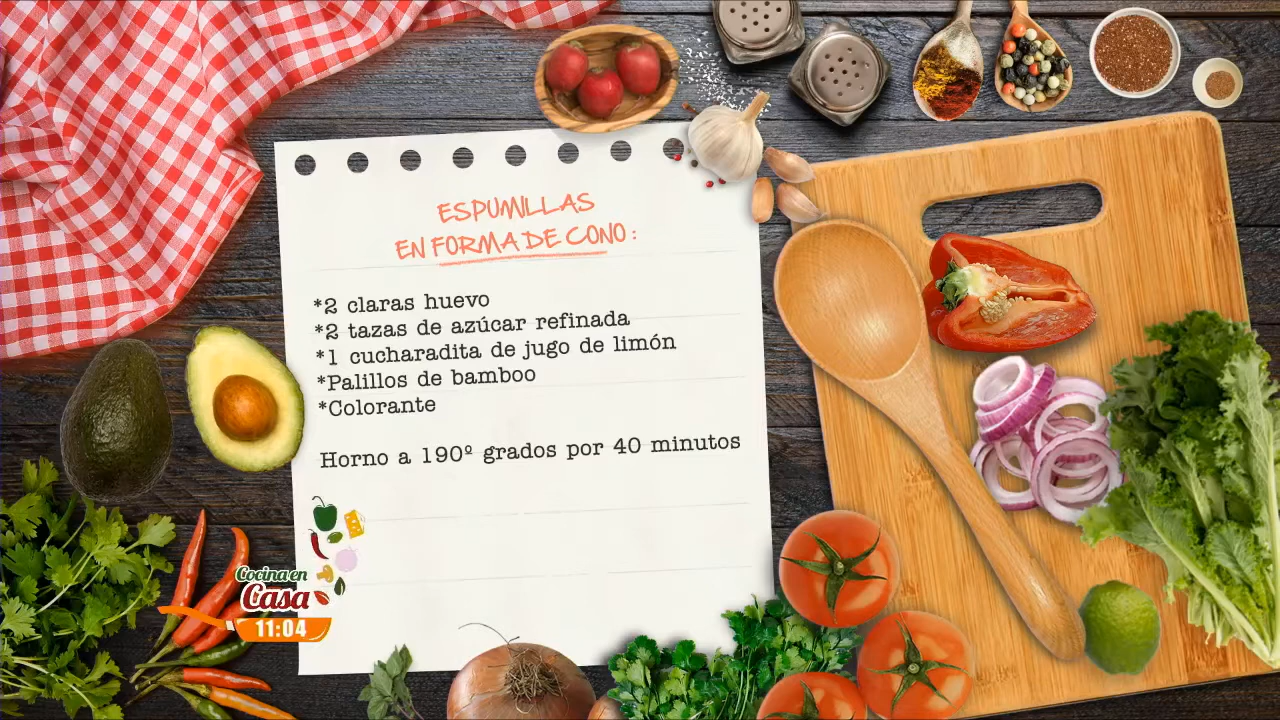 ESPUMILLAS
EN FORMA DE CONO:
*2 claras huevo
*2 tazas de azúcar refinada
*1 cucharadita de jugo de limón
*Palillos de bamboo
*Colorante
Horno a 190º grados por 40 minutos
Cocina en
Casa
11:04